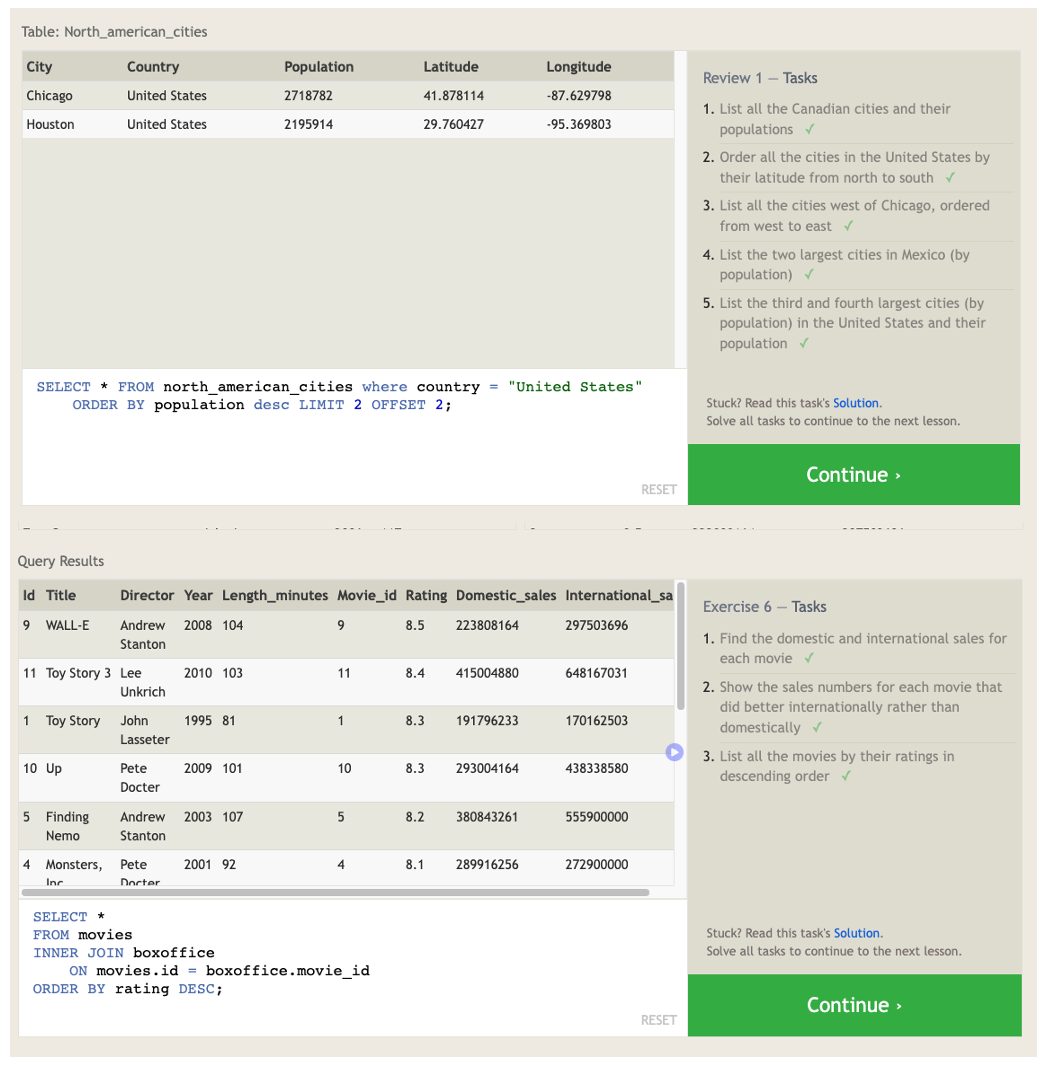 Table: North_american_cities
City Country Population Latitude Longitude
Chicago United States 2718782 41.878114 -87.629798
Houston United States 2195914 29.760427 -95.369803
SELECT * FROM north_american_cities where country = "United States"
ORDER BY population desc LIMIT 2 OFFSET 2;
RESET
Review 1 — Tasks
1. List all the Canadian cities and their
populations ✓
2. Order all the cities in the United States by
their latitude from north to south ✓
3. List all the cities west of Chicago, ordered
from west to east ✓
4. List the two largest cities in Mexico (by
population) ✓
5. List the third and fourth largest cities (by
population) in the United States and their
population ✓
Stuck? Read this task's Solution.
Solve all tasks to continue to the next lesson.
Continue ›
Query Results
Id Title Director Year Length_minutes Movie_id Rating Domestic_sales International_sa
9 WALL-E Andrew 2008 104 9 8.5 223808164 297503696
Stanton
11 Toy Story 3 Lee 2010 103 11 8.4 415004880 648167031
Unkrich
1 Toy Story John 1995 81 1 8.3 191796233 170162503
Lasseter
10 Up Pete 2009 101 10 8.3 293004164 438338580
Docter
5 Finding Andrew 2003 107 5 8.2 380843261 555900000
Nemo Stanton
4 Monsters, Pete 2001 92 4 8.1 289916256 272900000
Inc. Docter
SELECT *
FROM movies
INNER JOIN boxoffice
ON movies.id = boxoffice.movie_id
ORDER BY rating DESC;
RESET
Exercise 6 — Tasks
1. Find the domestic and international sales for
each movie ✓
2. Show the sales numbers for each movie that
did better internationally rather than
domestically ✓
3. List all the movies by their ratings in
descending order ✓
Stuck? Read this task's Solution.
Solve all tasks to continue to the next lesson.
Continue ›